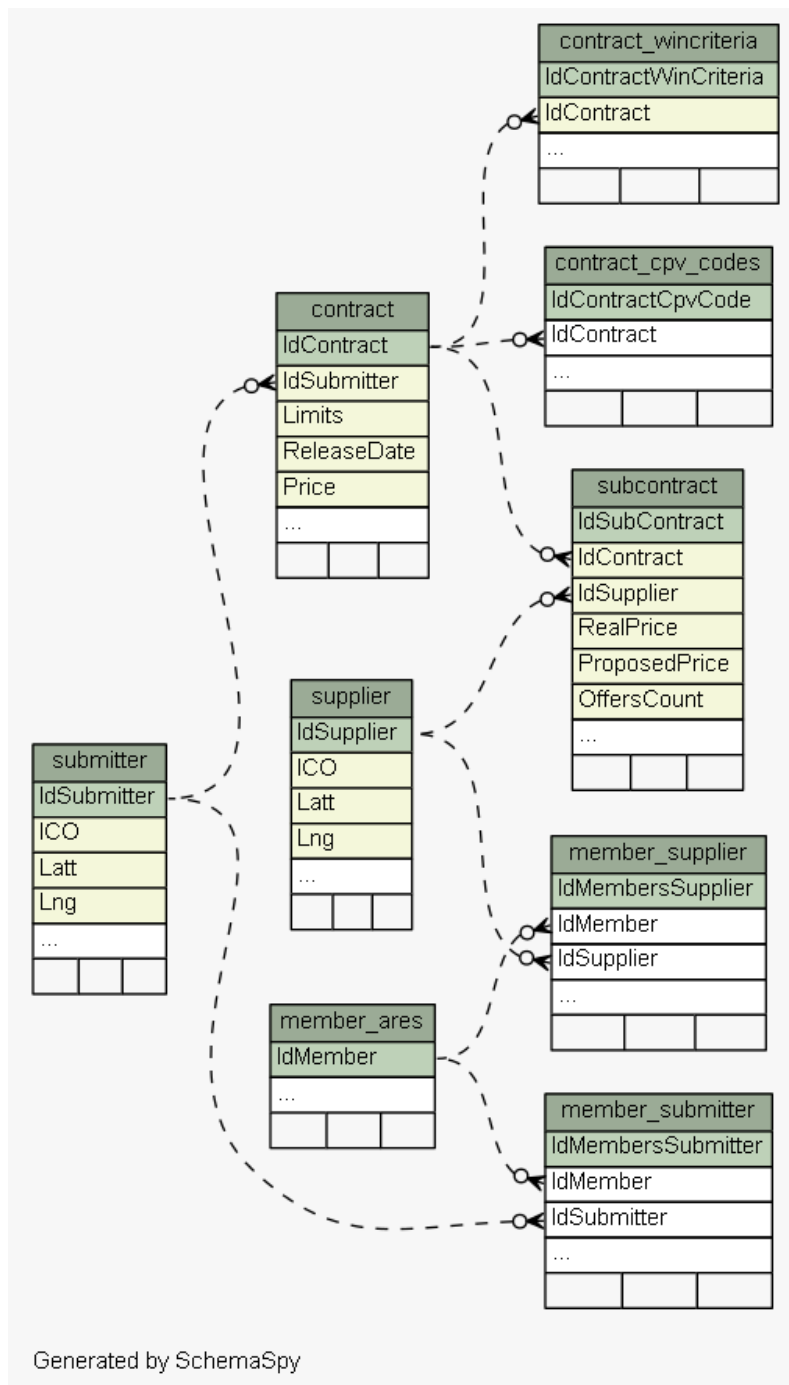 contract_wincriteria
IdContractWinCriteria
IdContract
...
contract_cpv_codes
IdContractCpvCode
IdContract
...
contract
IdContract
IdSubmitter
Limits
ReleaseDate
Price
...
subcontract
IdSubContract
IdContract
IdSupplier
RealPrice
ProposedPrice
OffersCount
...
supplier
IdSupplier
ICO
Latt
Lng
...
submitter
IdSubmitter
ICO
Latt
Lng
...
member_supplier
IdMembersSupplier
IdMember
IdSupplier
...
member_ares
IdMember
...
member_submitter
IdMembersSubmitter
IdMember
IdSubmitter
...
Generated by SchemaSpy